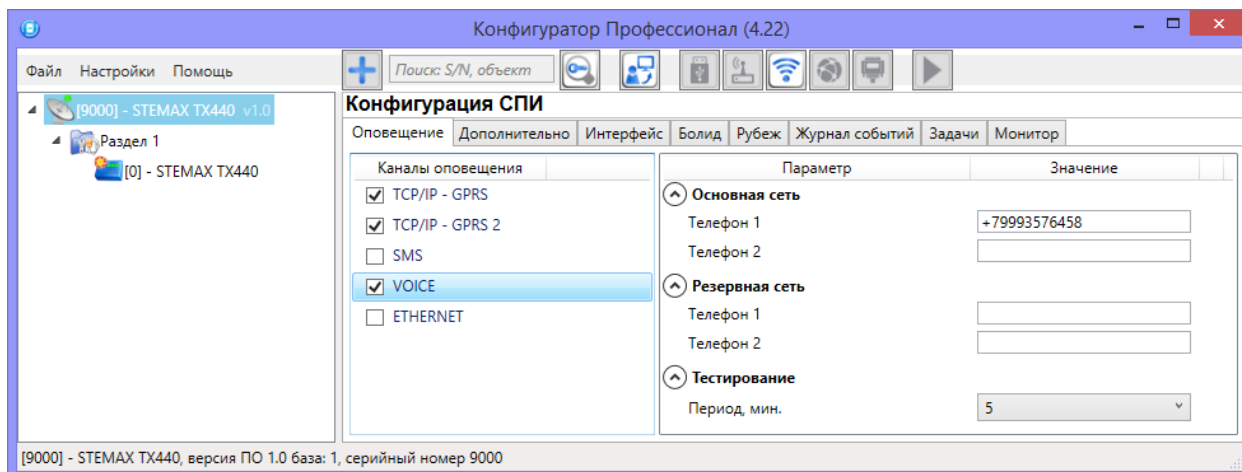 Конфигуратор Профессионал (4.22)
Файл Настройки Помощь
Поиск: S/N, объект
[9000] - STEMAX TX440 v1.0
Раздел 1
[0] - STEMAX TX440
Конфигурация СПИ
Оповещение Дополнительно Интерфейс Болид Рубеж Журнал событий Задачи Монитор
Каналы оповещения
TCP/IP - GPRS
TCP/IP - GPRS 2
SMS
VOICE
ETHERNET
Параметр Значение
Основная сеть
Телефон 1 +79993576458
Телефон 2
Резервная сеть
Телефон 1
Телефон 2
Тестирование
Период, мин. 5
[9000] - STEMAX TX440, версия ПО 1.0 база: 1, серийный номер 9000